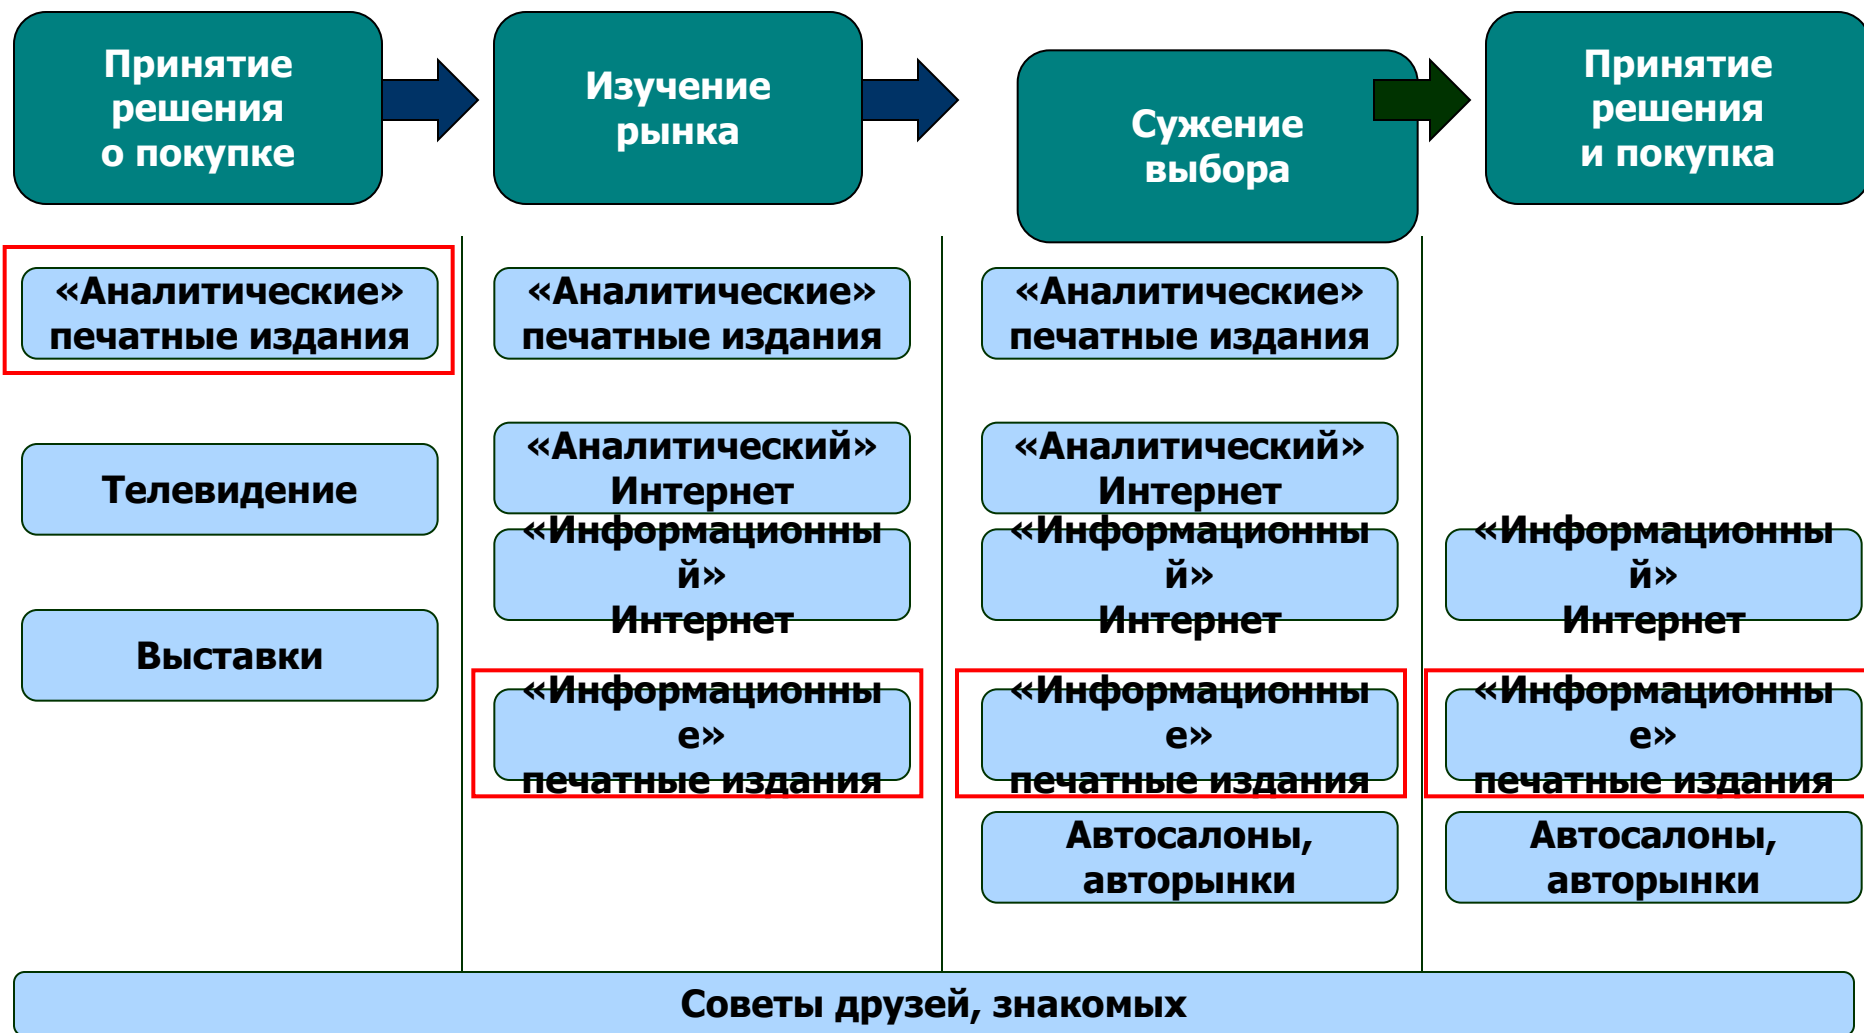 Принятие
решения
о покупке
Изучение
рынка
Сужение
выбора
Принятие
решения
и покупка
«Аналитические»
печатные издания
Телевидение
Выставки
«Аналитические»
печатные издания
«Аналитический»
Интернет
«Информационны
й»
Интернет
«Информационны
е»
печатные издания
«Аналитические»
печатные издания
«Аналитический»
Интернет
«Информационны
й»
Интернет
«Информационны
е»
печатные издания
Автосалоны,
авторынки
«Информационны
й»
Интернет
«Информационны
е»
печатные издания
Автосалоны,
авторынки
Советы друзей, знакомых